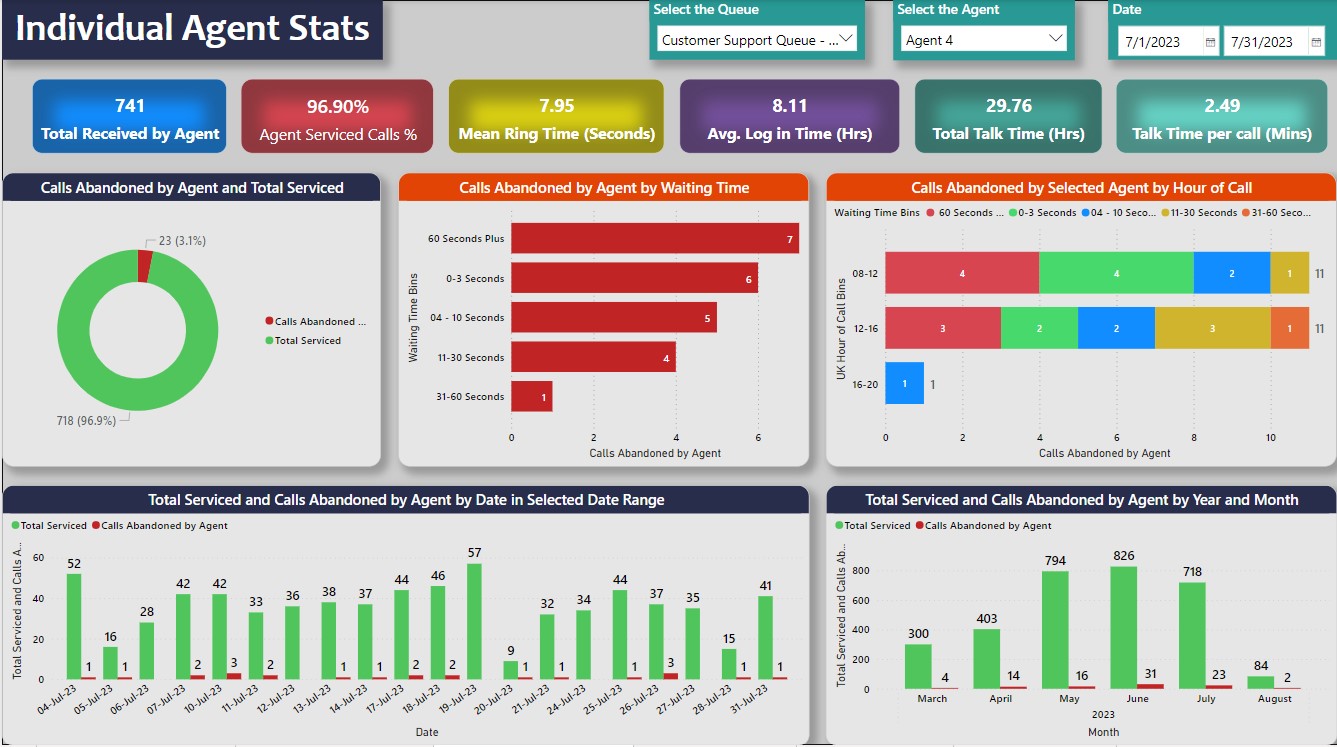 Individual Agent Stats
Select the Queue
Customer Support Queue - ...
Select the Agent
Agent 4
Date
7/1/2023
7/31/2023
741
Total Received by Agent
96.90%
Agent Serviced Calls %
7.95
Mean Ring Time (Seconds)
8.11
Avg. Log in Time (Hrs)
29.76
Total Talk Time (Hrs)
2.49
Talk Time per call (Mins)
Calls Abandoned by Agent and Total Serviced
23 (3.1%)
718 (96.9%)
Calls Abandoned ...
Total Serviced
Calls Abandoned by Agent by Waiting Time
Waiting Time Bins
60 Seconds Plus
7
0-3 Seconds
6
04 - 10 Seconds
5
11-30 Seconds
4
31-60 Seconds
1
0 2 4 6
Calls Abandoned by Agent
Calls Abandoned by Selected Agent by Hour of Call
Waiting Time Bins 60 Seconds ... 0-3 Seconds 04 - 10 Seco... 11-30 Seconds 31-60 Seco...
UK Hour of Call Bins
08-12 4 4 2 1 11
12-16 3 2 2 3 1 11
16-20 1 1
0 2 4 6 8 10
Calls Abandoned by Agent
Total Serviced and Calls Abandoned by Agent by Date in Selected Date Range
Total Serviced Calls Abandoned by Agent
Total Serviced and Calls A...
60
40
20
0
52 1
16 1
28
42 2
42 3
33 2
36
38 1
37 1
44 2
46 2
57
9 1
32 1
34
44 1
37 3
35
15 1
41 1
04-Jul-23 05-Jul-23 06-Jul-23 07-Jul-23 10-Jul-23 11-Jul-23 12-Jul-23 13-Jul-23 14-Jul-23 17-Jul-23 18-Jul-23 19-Jul-23 20-Jul-23 21-Jul-23 24-Jul-23 25-Jul-23 26-Jul-23 27-Jul-23 28-Jul-23 31-Jul-23
Date
Total Serviced and Calls Abandoned by Agent by Year and Month
Total Serviced Calls Abandoned by Agent
Total Serviced and Calls Ab...
800
600
400
200
0
300 4
403 14
794 16
826 31
718 23
84 2
March April May June July August
2023
Month